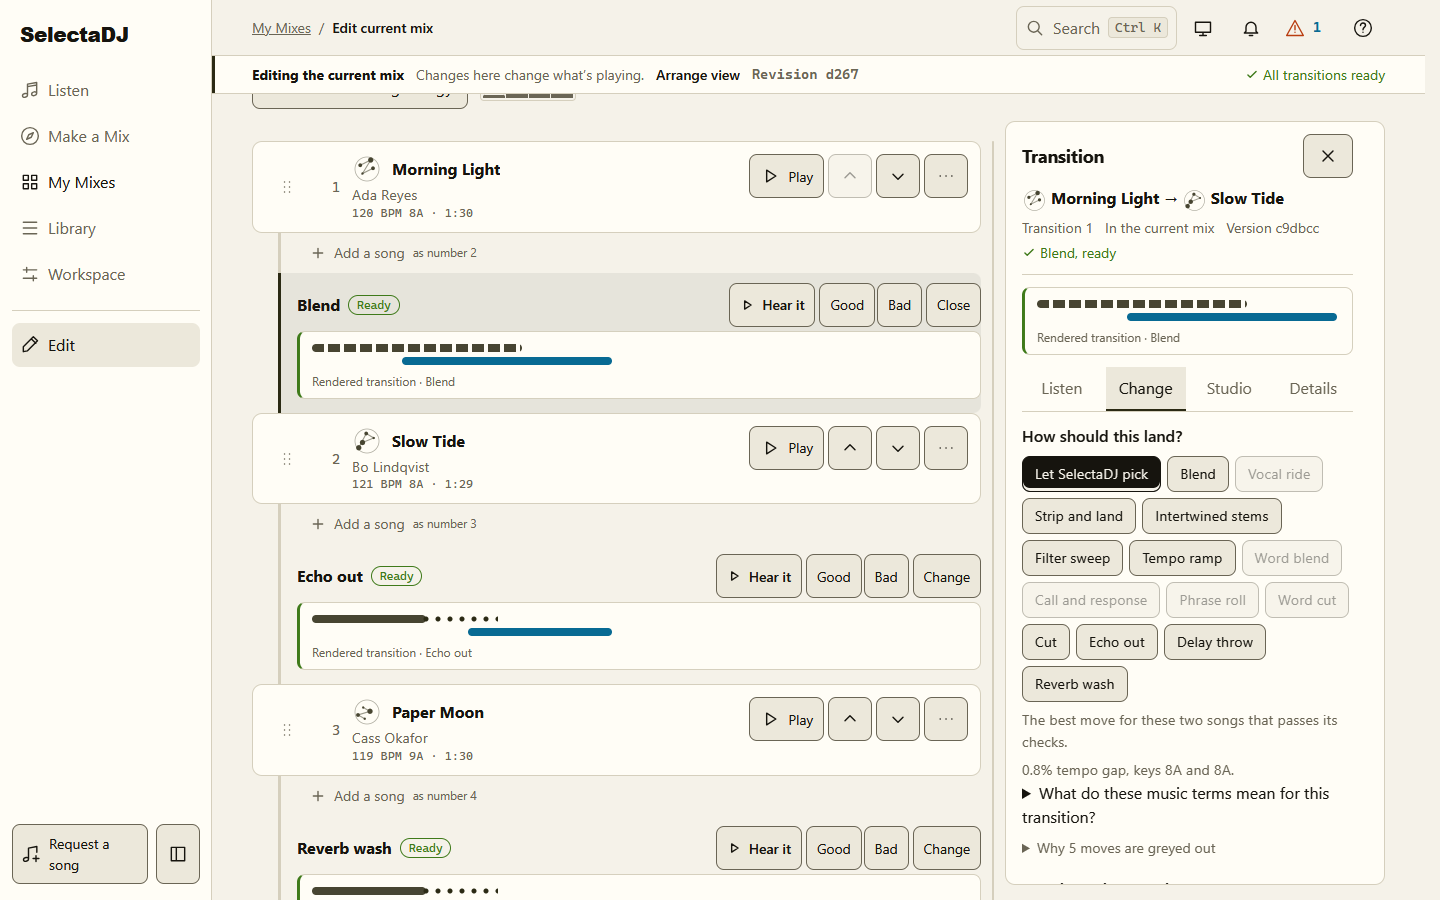 SelectaDJ
Listen
Make a Mix
My Mixes
Library
Workspace
Edit
Request a
song
My Mixes / Edit current mix
Search Ctrl K
1
Editing the current mix Changes here change what's playing. Arrange view Revision d267
All transitions ready
1
Morning Light
Ada Reyes
120 BPM 8A · 1:30
Play
Add a song as number 2
Blend Ready
Hear it Good Bad Close
Rendered transition · Blend
2
Slow Tide
Bo Lindqvist
121 BPM 8A · 1:29
Play
Add a song as number 3
Echo out Ready
Hear it Good Bad Change
Rendered transition · Echo out
3
Paper Moon
Cass Okafor
119 BPM 9A · 1:30
Play
Add a song as number 4
Reverb wash Ready
Hear it Good Bad Change
Transition
Morning Light → Slow Tide
Transition 1 In the current mix Version c9dbcc
Blend, ready
Rendered transition · Blend
Listen Change Studio Details
How should this land?
Let SelectaDJ pick Blend Vocal ride
Strip and land Intertwined stems
Filter sweep Tempo ramp Word blend
Call and response Phrase roll Word cut
Cut Echo out Delay throw
Reverb wash
The best move for these two songs that passes its
checks.
0.8% tempo gap, keys 8A and 8A.
What do these music terms mean for this
transition?
Why 5 moves are greyed out